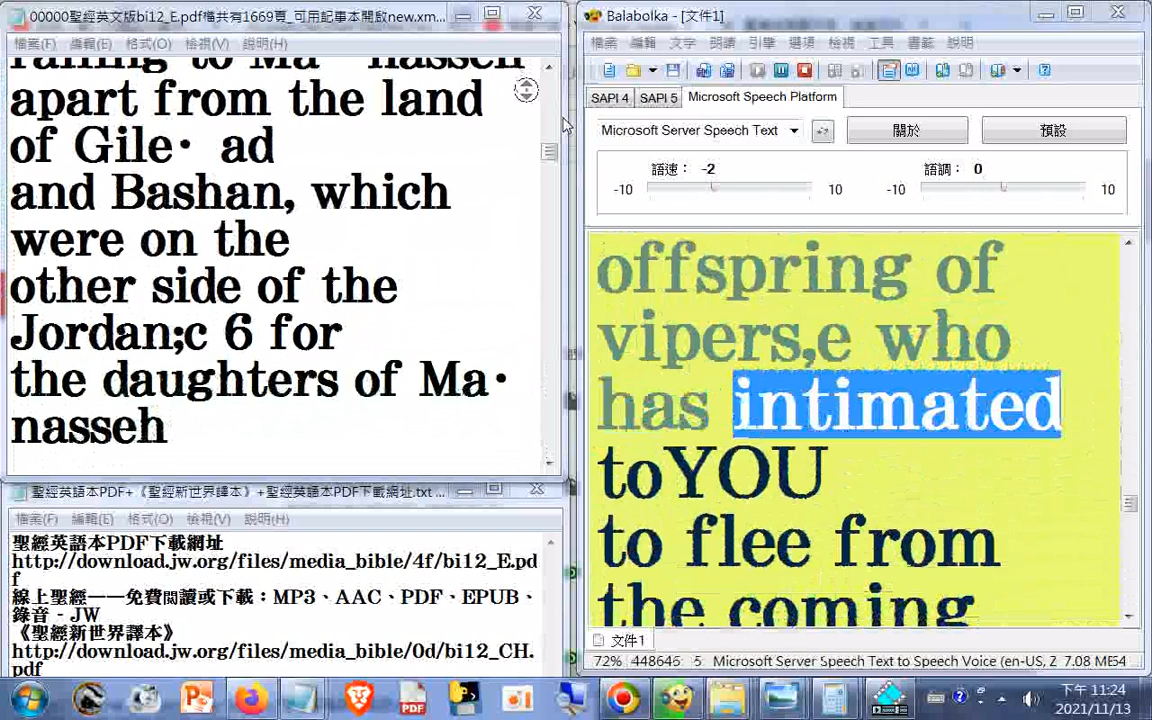 00000聖經英文版bi12_E.pdf檔共有1669頁_可用記事本開啟new.xm...
檔案(F) 編輯(E) 格式(O) 檢視(V) 說明(H)
falling to Ma· nasseh
apart from the land
of Gile· ad
and Bashan, which
were on the
other side of the
Jordan;c 6 for
the daughters of Ma·
nasseh
聖經英語本PDF+《聖經新世界譯本》+聖經英語本PDF下載網址.txt ...
檔案(F) 編輯(E) 格式(O) 檢視(V) 說明(H)
聖經英語本PDF下載網址
http://download.jw.org/files/media_bible/4f/bi12_E.pd
f
線上聖經——免費閱讀或下載：MP3、AAC、PDF、EPUB、
錄音 - JW
《聖經新世界譯本》
http://download.jw.org/files/media_bible/0d/bi12_CH.
pdf
Balabolka - [文件1]
檔案 編輯 文字 朗讀 引擎 選項 檢視 工具 書籤 說明
SAPI 4 SAPI 5 Microsoft Speech Platform
Microsoft Server Speech Text 關於 預設
語速： -2 語調： 0
-10 10 -10 10
offspring of
vipers,e who
has intimated
toYOU
to flee from
the coming
文件1
72% 448645: 5 Microsoft Server Speech Text to Speech Voice (en-US, Z 7.08 ME54
下午 11:24
2021/11/13